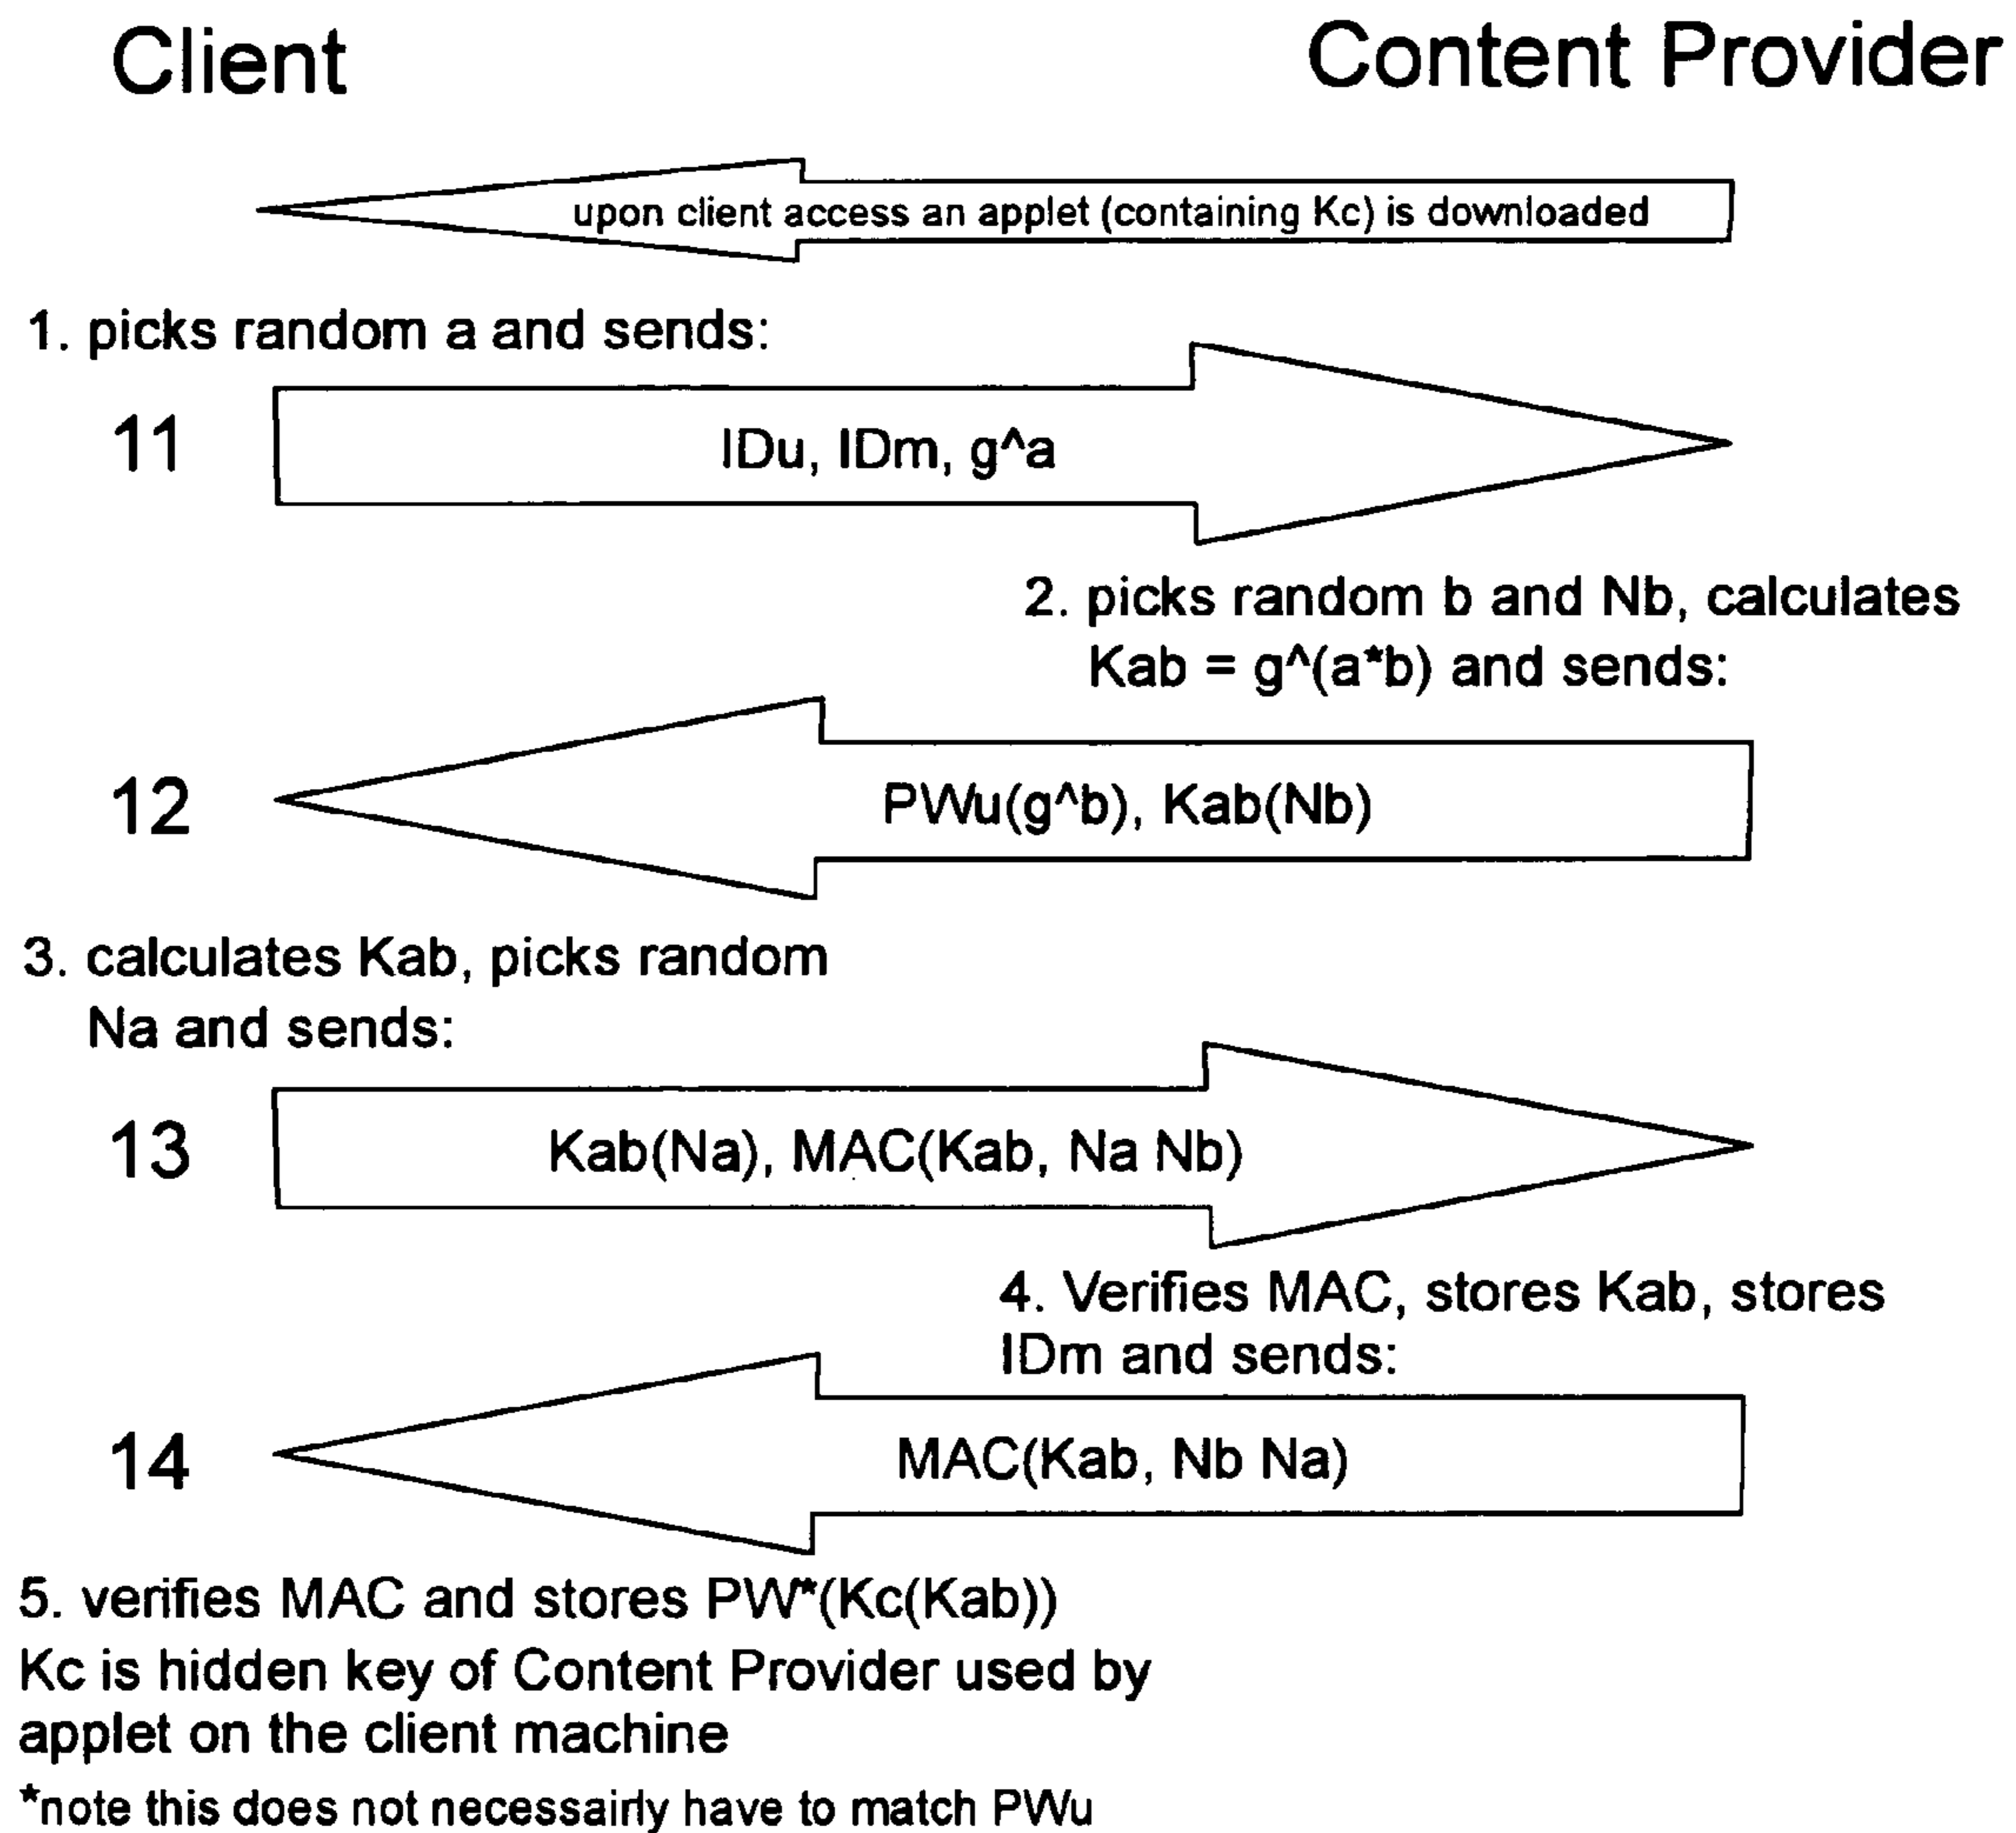 Client
Content Provider
upon client access an applet (containing Kc) is downloaded
1. picks random a and sends:
11
IDu, IDm, g^a
2. picks random b and Nb, calculates
Kab = g^(a*b) and sends:
12
PWu(g^b), Kab(Nb)
3. calculates Kab, picks random
Na and sends:
13
Kab(Na), MAC(Kab, Na Nb)
4. Verifies MAC, stores Kab, stores
IDm and sends:
14
MAC(Kab, Nb Na)
5. verifies MAC and stores PW*(Kc(Kab))
Kc is hidden key of Content Provider used by
applet on the client machine
*note this does not necessairly have to match PWu